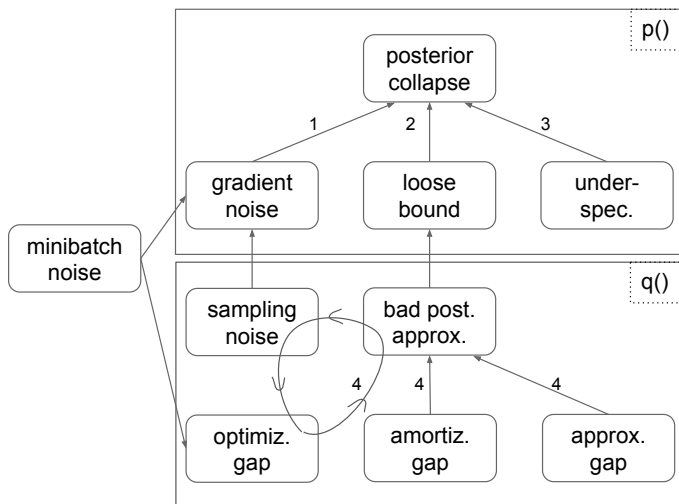 p()
posterior
collapse
1
2
3
gradient
noise
loose
bound
under-
spec.
minibatch
noise
q()
sampling
noise
bad post.
approx.
4
4
4
optimiz.
gap
amortiz.
gap
approx.
gap